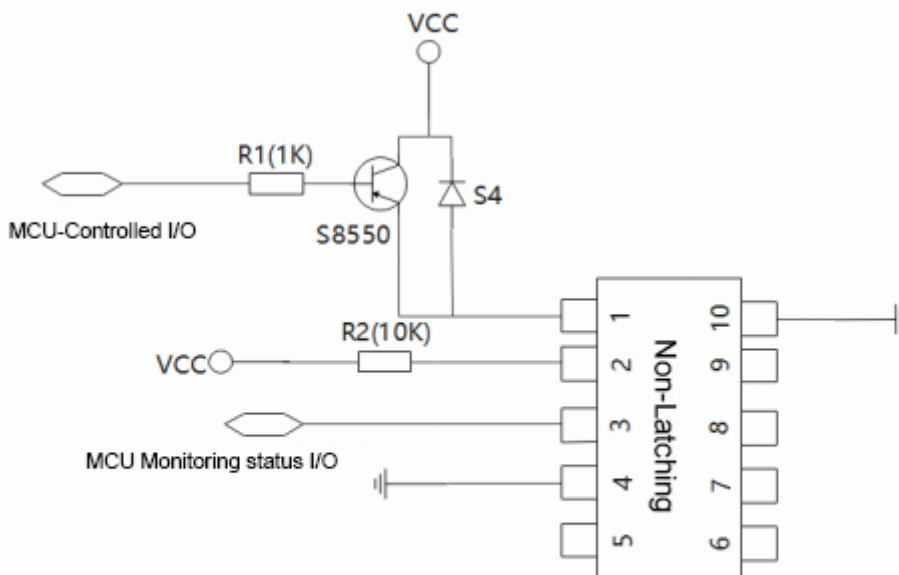 VCC
R1(1K)
MCU-Controlled I/O
S8550
S4
R2(10K)
VCC
MCU Monitoring status I/O
Non-Latching
1
2
3
4
5
10
9
8
7
6